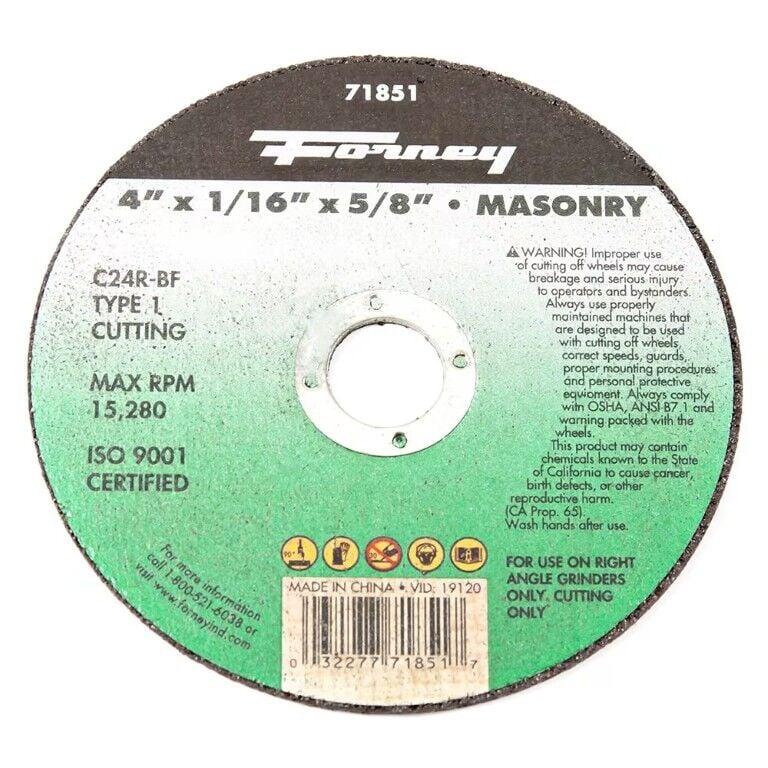 71851
Forney
4" x 1/16" x 5/8" • MASONRY
C24R-BF
TYPE 1
CUTTING
MAX RPM
15,280
ISO 9001
CERTIFIED
⚠ WARNING! Improper use
of cutting off wheels may cause
breakage and serious injury
to operators and bystanders.
Always use properly
maintained machines that
are designed to be used
with cutting off wheels,
correct speeds, guards,
proper mounting procedures
and personal protective
equipment. Always comply
with OSHA, ANSI B7.1 and
warning packed with the
wheels.
This product may contain
chemicals known to the State
of California to cause cancer,
birth defects, or other
reproductive harm.
(CA Prop. 65).
Wash hands after use.
For more information
call 1-800-521-6038 or
visit www.forneyind.com
90°
30
MADE IN CHINA • VID: 19120
0 32277 71851 7
FOR USE ON RIGHT
ANGLE GRINDERS
ONLY. CUTTING
ONLY